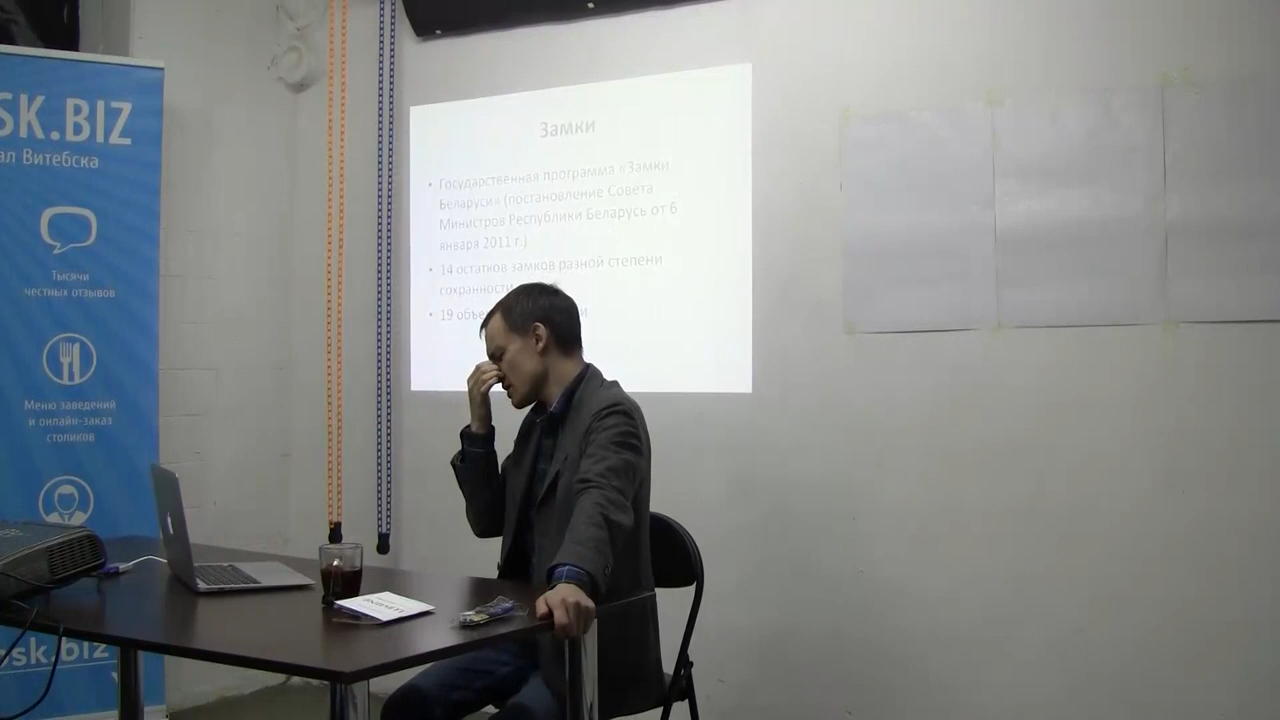 SK.BIZ
ал Витебска
Тысячи
честных отзывов
Меню заведений
и онлайн-заказ
столиков
sk.biz
Замки
• Государственная программа «Замки
Беларуси» (постановление Совета
Министров Республики Беларусь от 6
января 2011 г.)
• 14 остатков замков разной степени
сохранности
• 19 объе